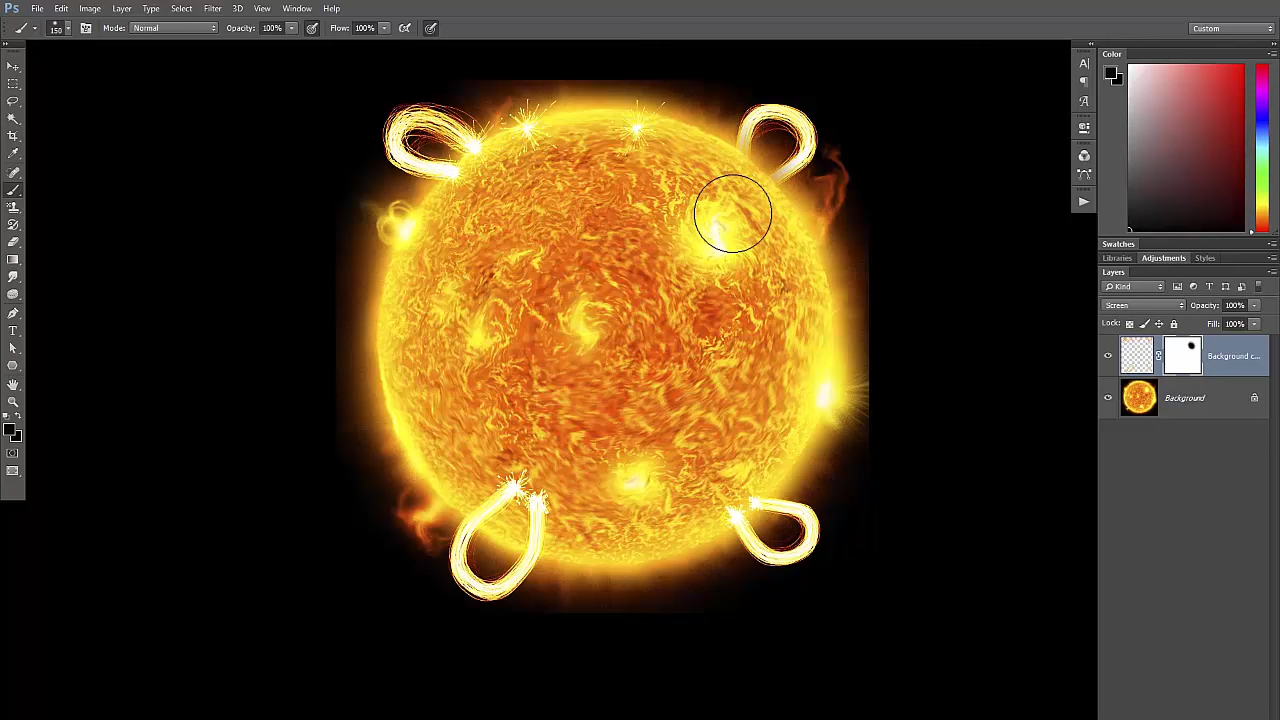 Ps File Edit Image Layer Type Select Filter 3D View Window Help
150 Mode: Normal Opacity: 100% Flow: 100% Custom
Color
Swatches
Libraries Adjustments Styles
Layers
Kind
Screen Opacity: 100%
Lock: Fill: 100%
Background c...
Background